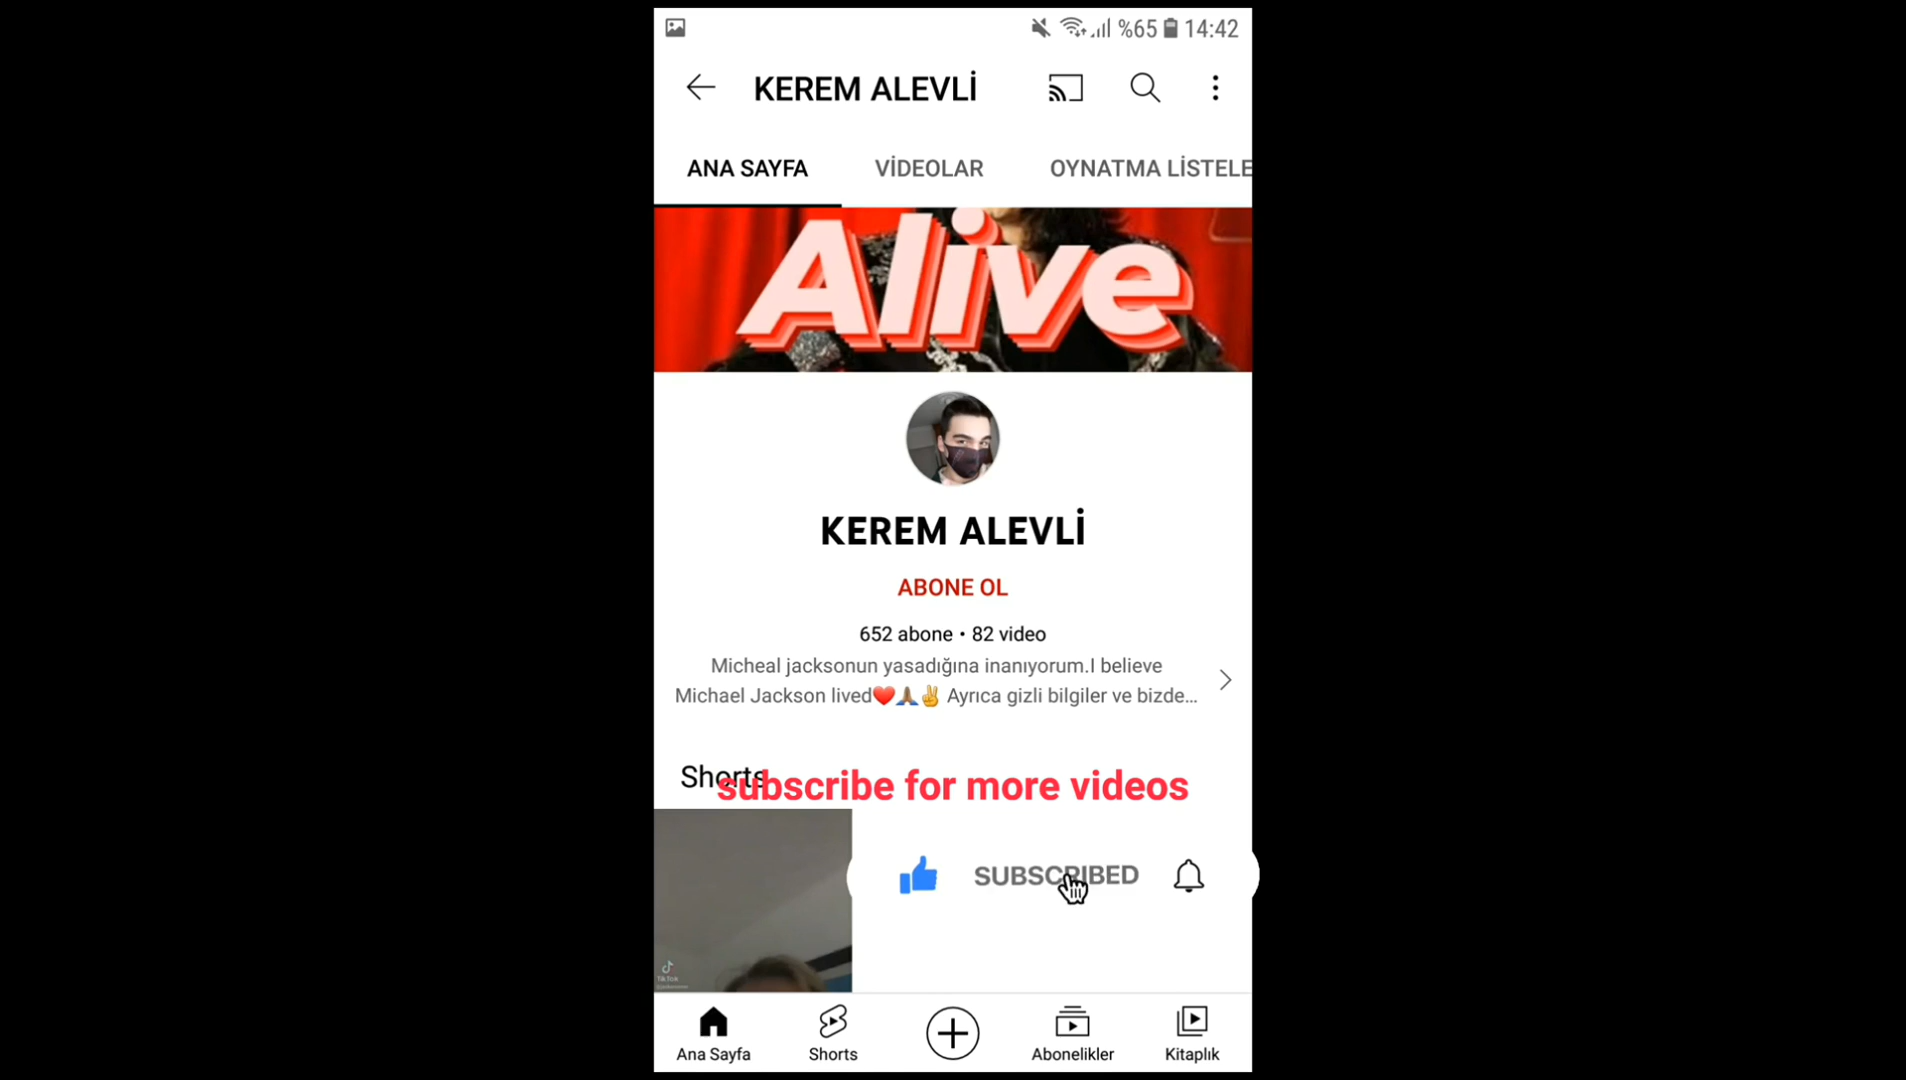 %65 14:42
KEREM ALEVLİ
ANA SAYFA VİDEOLAR OYNATMA LİSTELE
Alive
KEREM ALEVLİ
ABONE OL
652 abone • 82 video
Micheal jacksonun yasadığına inanıyorum.I believe
Michael Jackson lived❤️🙏🏽✌️ Ayrıca gizli bilgiler ve bizde...
Shorts
subscribe for more videos
SUBSCRIBED
TikTok
Ana Sayfa Shorts Abonelikler Kitaplık